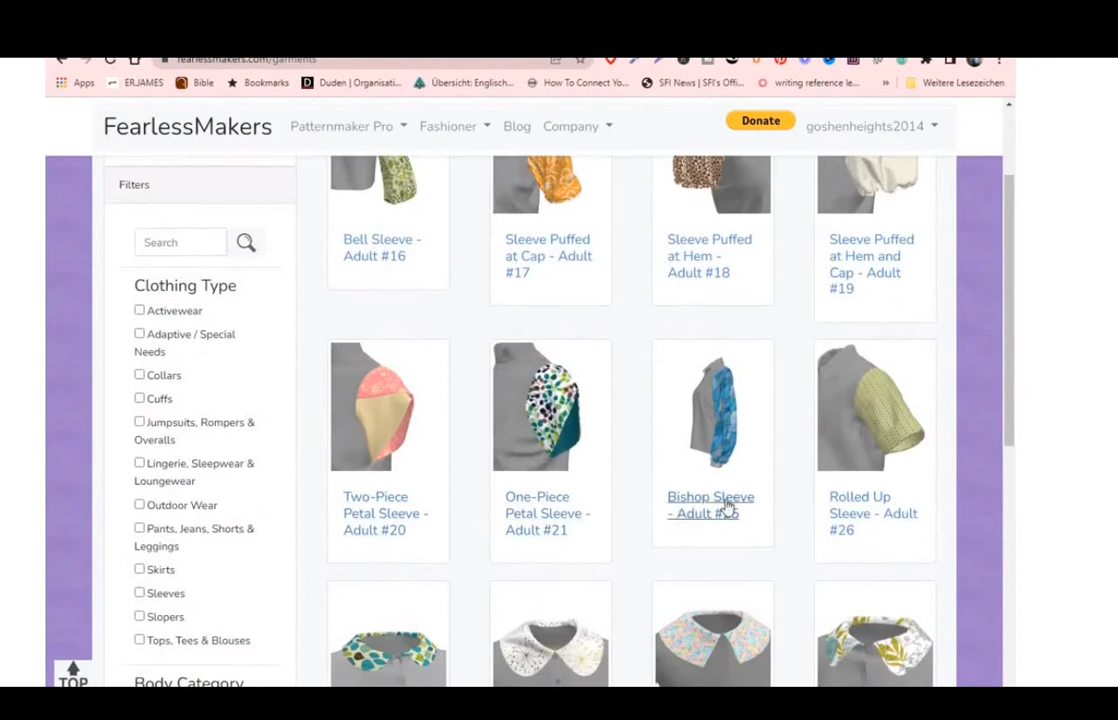 fearlessmakers.com/garments
Apps ERJAMES Bible Bookmarks Duden | Organisati... Übersicht: Englisch... How To Connect Yo... SFI News | SFI's Offi... writing reference le... » Weitere Lesezeichen
FearlessMakers Patternmaker Pro Fashioner Blog Company Donate goshenheights2014
Filters
Search
Clothing Type
Activewear
Adaptive / Special
Needs
Collars
Cuffs
Jumpsuits, Rompers &
Overalls
Lingerie, Sleepwear &
Loungewear
Outdoor Wear
Pants, Jeans, Shorts &
Leggings
Skirts
Sleeves
Slopers
Tops, Tees & Blouses
Body Category
TOP
Bell Sleeve -
Adult #16
Sleeve Puffed
at Cap - Adult
#17
Sleeve Puffed
at Hem -
Adult #18
Sleeve Puffed
at Hem and
Cap - Adult
#19
Two-Piece
Petal Sleeve -
Adult #20
One-Piece
Petal Sleeve -
Adult #21
Bishop Sleeve
- Adult
Rolled Up
Sleeve - Adult
#26